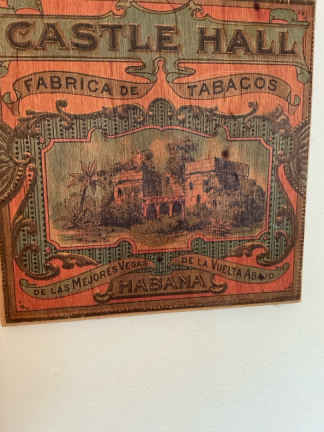 CASTLE HALL
FABRICA DE TABACOS
DE LAS MEJORES VEGAS DE LA VUELTA ABAJO
HABANA